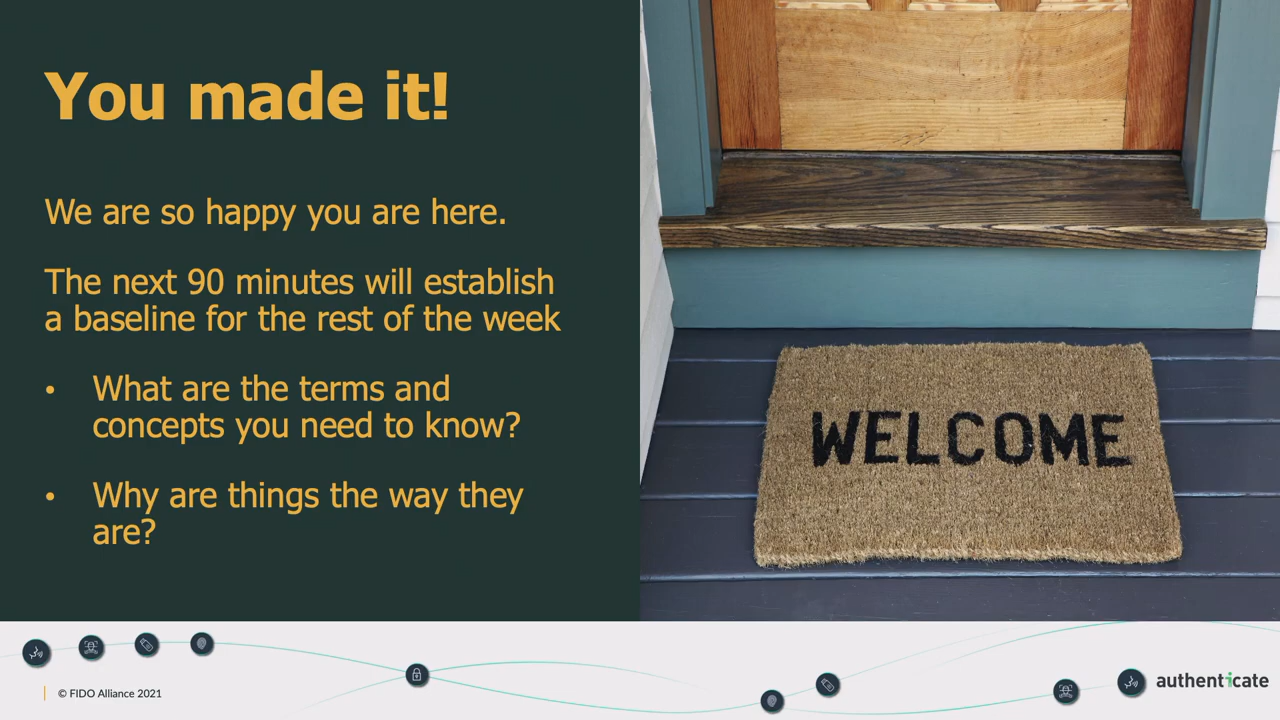 You made it!
We are so happy you are here.
The next 90 minutes will establish
a baseline for the rest of the week
• What are the terms and
concepts you need to know?
• Why are things the way they
are?
WELCOME
© FIDO Alliance 2021
authenticate